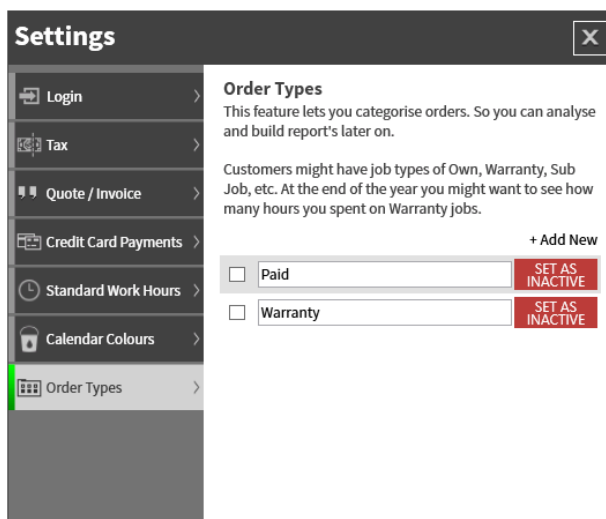 Settings
X
Login
Tax
Quote / Invoice
Credit Card Payments
Standard Work Hours
Calendar Colours
Order Types
Order Types
This feature lets you categorise orders. So you can analyse
and build report's later on.
Customers might have job types of Own, Warranty, Sub
Job, etc. At the end of the year you might want to see how
many hours you spent on Warranty jobs.
+ Add New
Paid
SET AS
INACTIVE
Warranty
SET AS
INACTIVE